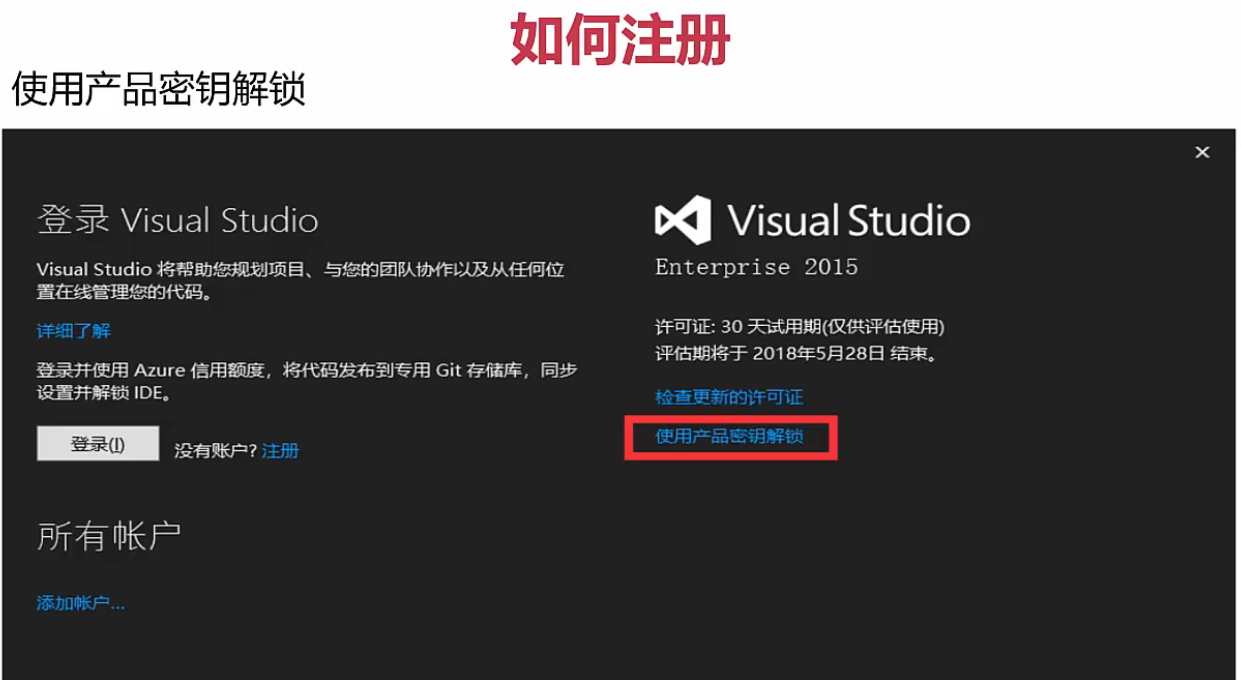 如何注册
使用产品密钥解锁
登录 Visual Studio
Visual Studio 将帮助您规划项目、与您的团队协作以及从任何位
置在线管理您的代码。
详细了解
登录并使用 Azure 信用额度，将代码发布到专用 Git 存储库，同步
设置并解锁 IDE。
登录(I)
没有账户? 注册
所有帐户
添加帐户...
Visual Studio
Enterprise 2015
许可证: 30 天试用期(仅供评估使用)
评估期将于 2018年5月28日 结束。
检查更新的许可证
使用产品密钥解锁